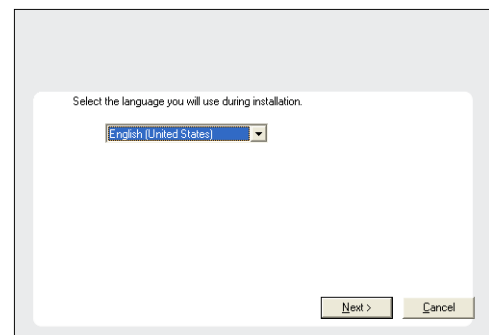 Select the language you will use during installation.
English (United States)
Next >
Cancel